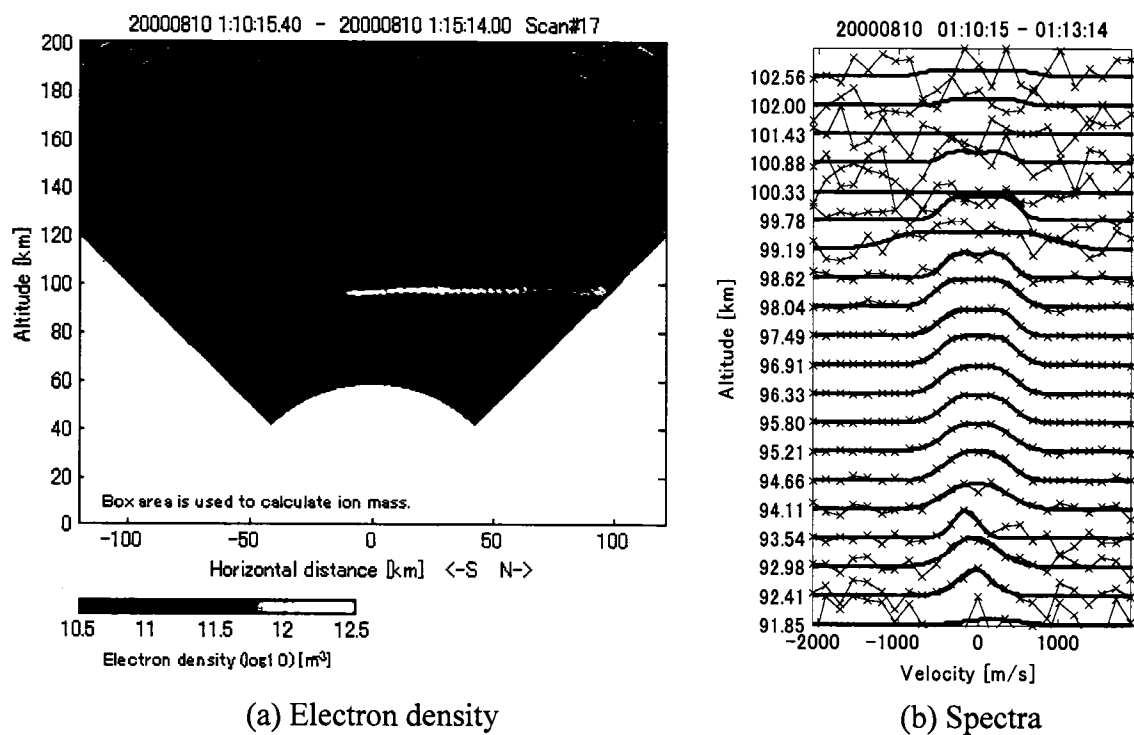 20000810 1:10:15.40 - 20000810 1:15:14.00 Scan#17
200
180
160
140
120
100
80
60
40
20
0
Altitude [km]
Box area is used to calculate ion mass.
-100 -50 0 50 100
Horizontal distance [km] <-S N->
10.5 11 11.5 12 12.5
Electron density (log10) [m⁻³]
(a) Electron density
20000810 01:10:15 - 01:13:14
102.56
102.00
101.43
100.88
100.33
99.78
99.19
98.62
98.04
97.49
96.91
96.33
95.80
95.21
94.66
94.11
93.54
92.98
92.41
91.85
Altitude [km]
-2000 -1000 0 1000
Velocity [m/s]
(b) Spectra